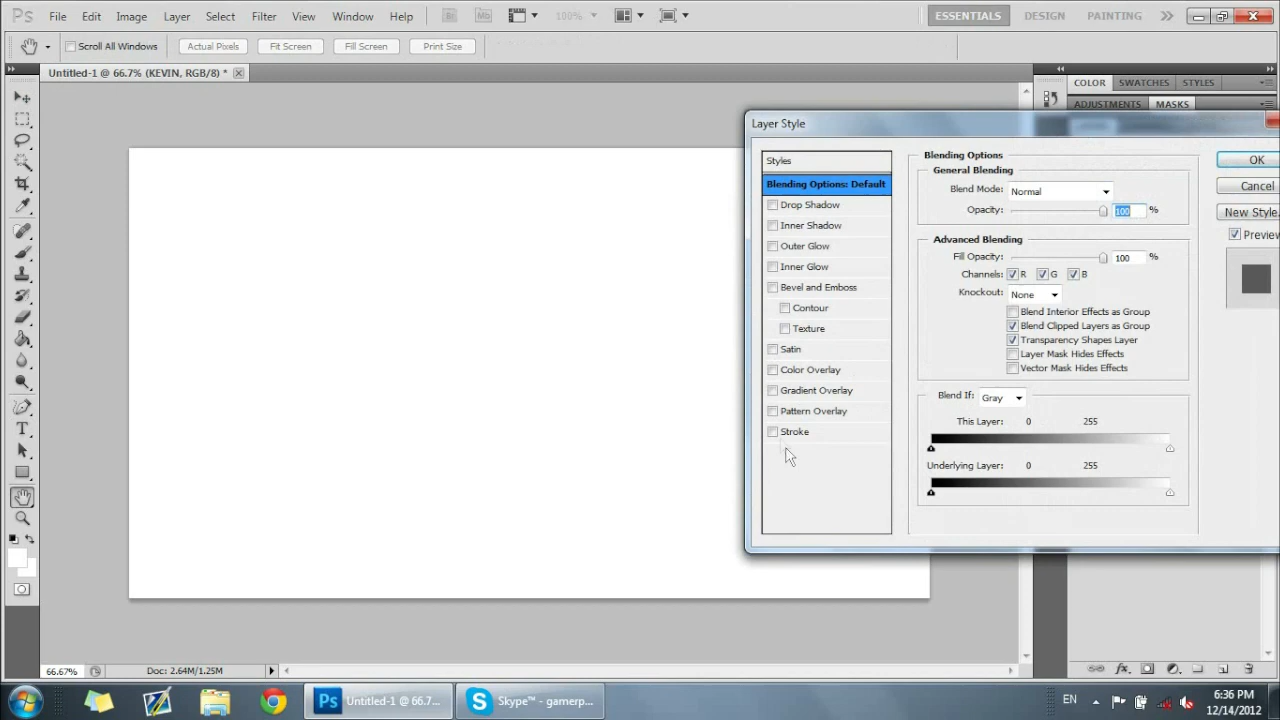 Ps File Edit Image Layer Select Filter View Window Help Br Mb 100% ESSENTIALS DESIGN PAINTING
Scroll All Windows Actual Pixels Fit Screen Fill Screen Print Size
Untitled-1 @ 66.7% (KEVIN, RGB/8) *
COLOR SWATCHES STYLES
ADJUSTMENTS MASKS
Layer Style
Styles
Blending Options: Default
Drop Shadow
Inner Shadow
Outer Glow
Inner Glow
Bevel and Emboss
Contour
Texture
Satin
Color Overlay
Gradient Overlay
Pattern Overlay
Stroke
Blending Options
General Blending
Blend Mode: Normal
Opacity: 100 %
Advanced Blending
Fill Opacity: 100 %
Channels: R G B
Knockout: None
Blend Interior Effects as Group
Blend Clipped Layers as Group
Transparency Shapes Layer
Layer Mask Hides Effects
Vector Mask Hides Effects
Blend If: Gray
This Layer: 0 255
Underlying Layer: 0 255
OK
Cancel
New Style.
Preview
66.67% Doc: 2.64M/1.25M
Ps Untitled-1 @ 66.7... Skype™ - gamerp... EN
6:36 PM
12/14/2012